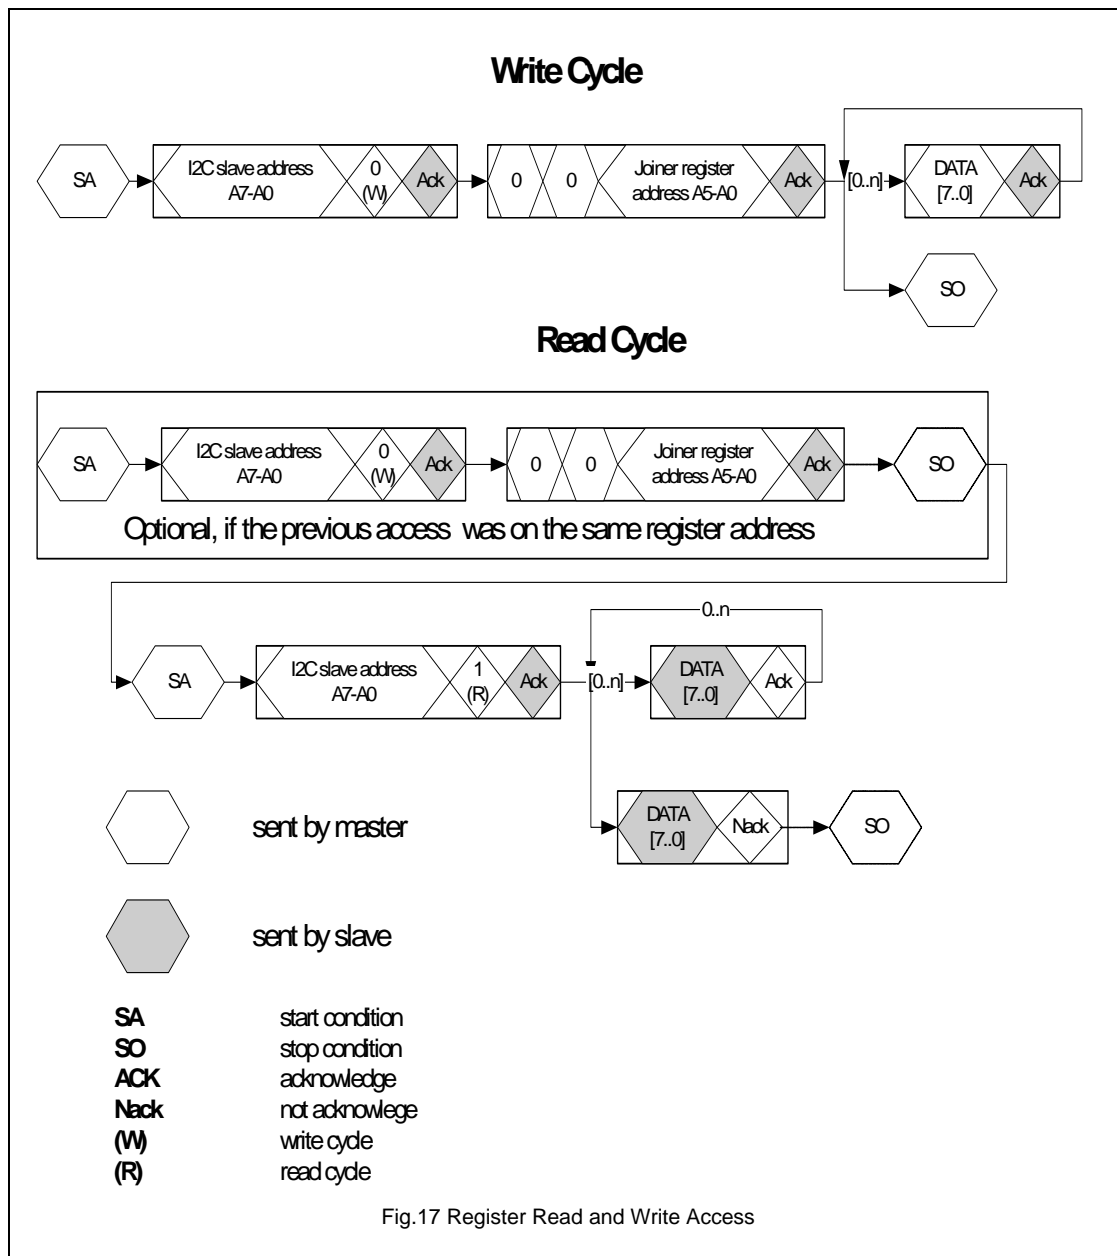 Write Cycle
SA
I2C slave address
A7-A0
0
(W)
Ack
0
0
Joiner register
address A5-A0
Ack
[0..n]
DATA
[7..0]
Ack
SO
Read Cycle
SA
I2C slave address
A7-A0
0
(W)
Ack
0
0
Joiner register
address A5-A0
Ack
SO
Optional, if the previous access was on the same register address
0..n
SA
I2C slave address
A7-A0
1
(R)
Ack
[0..n]
DATA
[7..0]
Ack
DATA
[7..0]
Nack
SO
sent by master
sent by slave
SA start condition
SO stop condition
ACK acknowledge
Nack not acknowlege
(W) write cycle
(R) read cycle
Fig.17 Register Read and Write Access